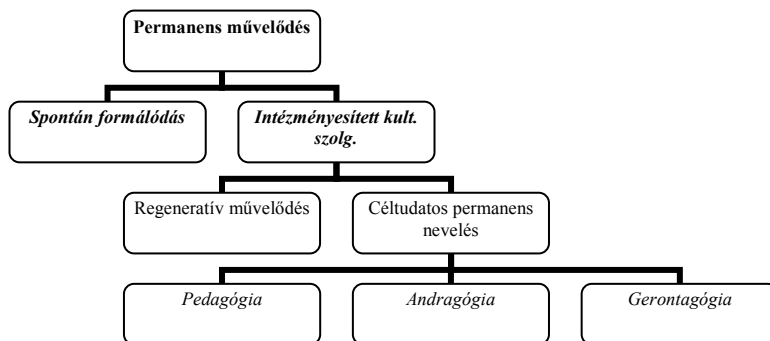 Permanens művelődés
Spontán formálódás
Intézményesített kult.
szolg.
Regeneratív művelődés
Céltudatos permanens
nevelés
Pedagógia
Andragógia
Gerontagógia